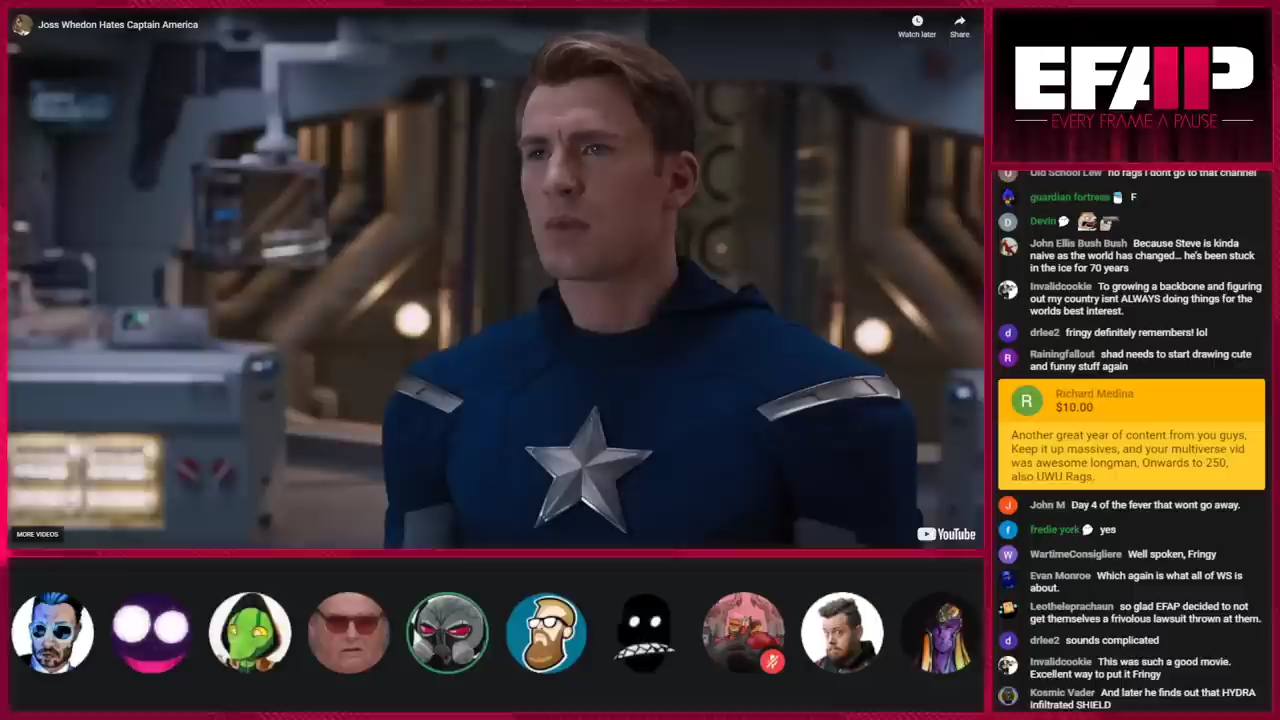 Joss Whedon Hates Captain America
Watch later
Share
MORE VIDEOS
YouTube
EFAP
EVERY FRAME A PAUSE
Old School Lew no rags i dont go to that channel
guardian fortress F
Devin
John Ellis Bush Bush Because Steve is kinda
naive as the world has changed... he's been stuck
in the ice for 70 years
Invalidcookie To growing a backbone and figuring
out my country isnt ALWAYS doing things for the
worlds best interest.
drlee2 fringy definitely remembers! lol
Rainingfallout shad needs to start drawing cute
and funny stuff again
R
Richard Medina
$10.00
Another great year of content from you guys,
Keep it up massives, and your multiverse vid
was awesome longman, Onwards to 250,
also UWU Rags.
John M Day 4 of the fever that wont go away.
fredie york yes
WartimeConsigliere Well spoken, Fringy
Evan Monroe Which again is what all of WS is
about.
Leotheleprachaun so glad EFAP decided to not
get themselves a frivolous lawsuit thrown at them.
drlee2 sounds complicated
Invalidcookie This was such a good movie.
Excellent way to put it Fringy
Kosmic Vader And later he finds out that HYDRA
infiltrated SHIELD